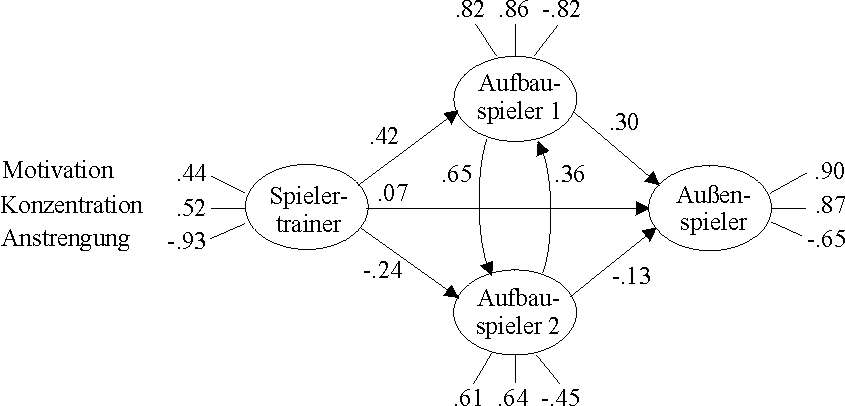 .82 .86 -.82
Aufbau-
spieler 1
.42 .30
Motivation .44 .65 .36 .90
Konzentration .52 Spieler- .07 Außen- .87
trainer spieler
Anstrengung -.93 -.65
-.24 -.13
Aufbau-
spieler 2
.61 .64 -.45